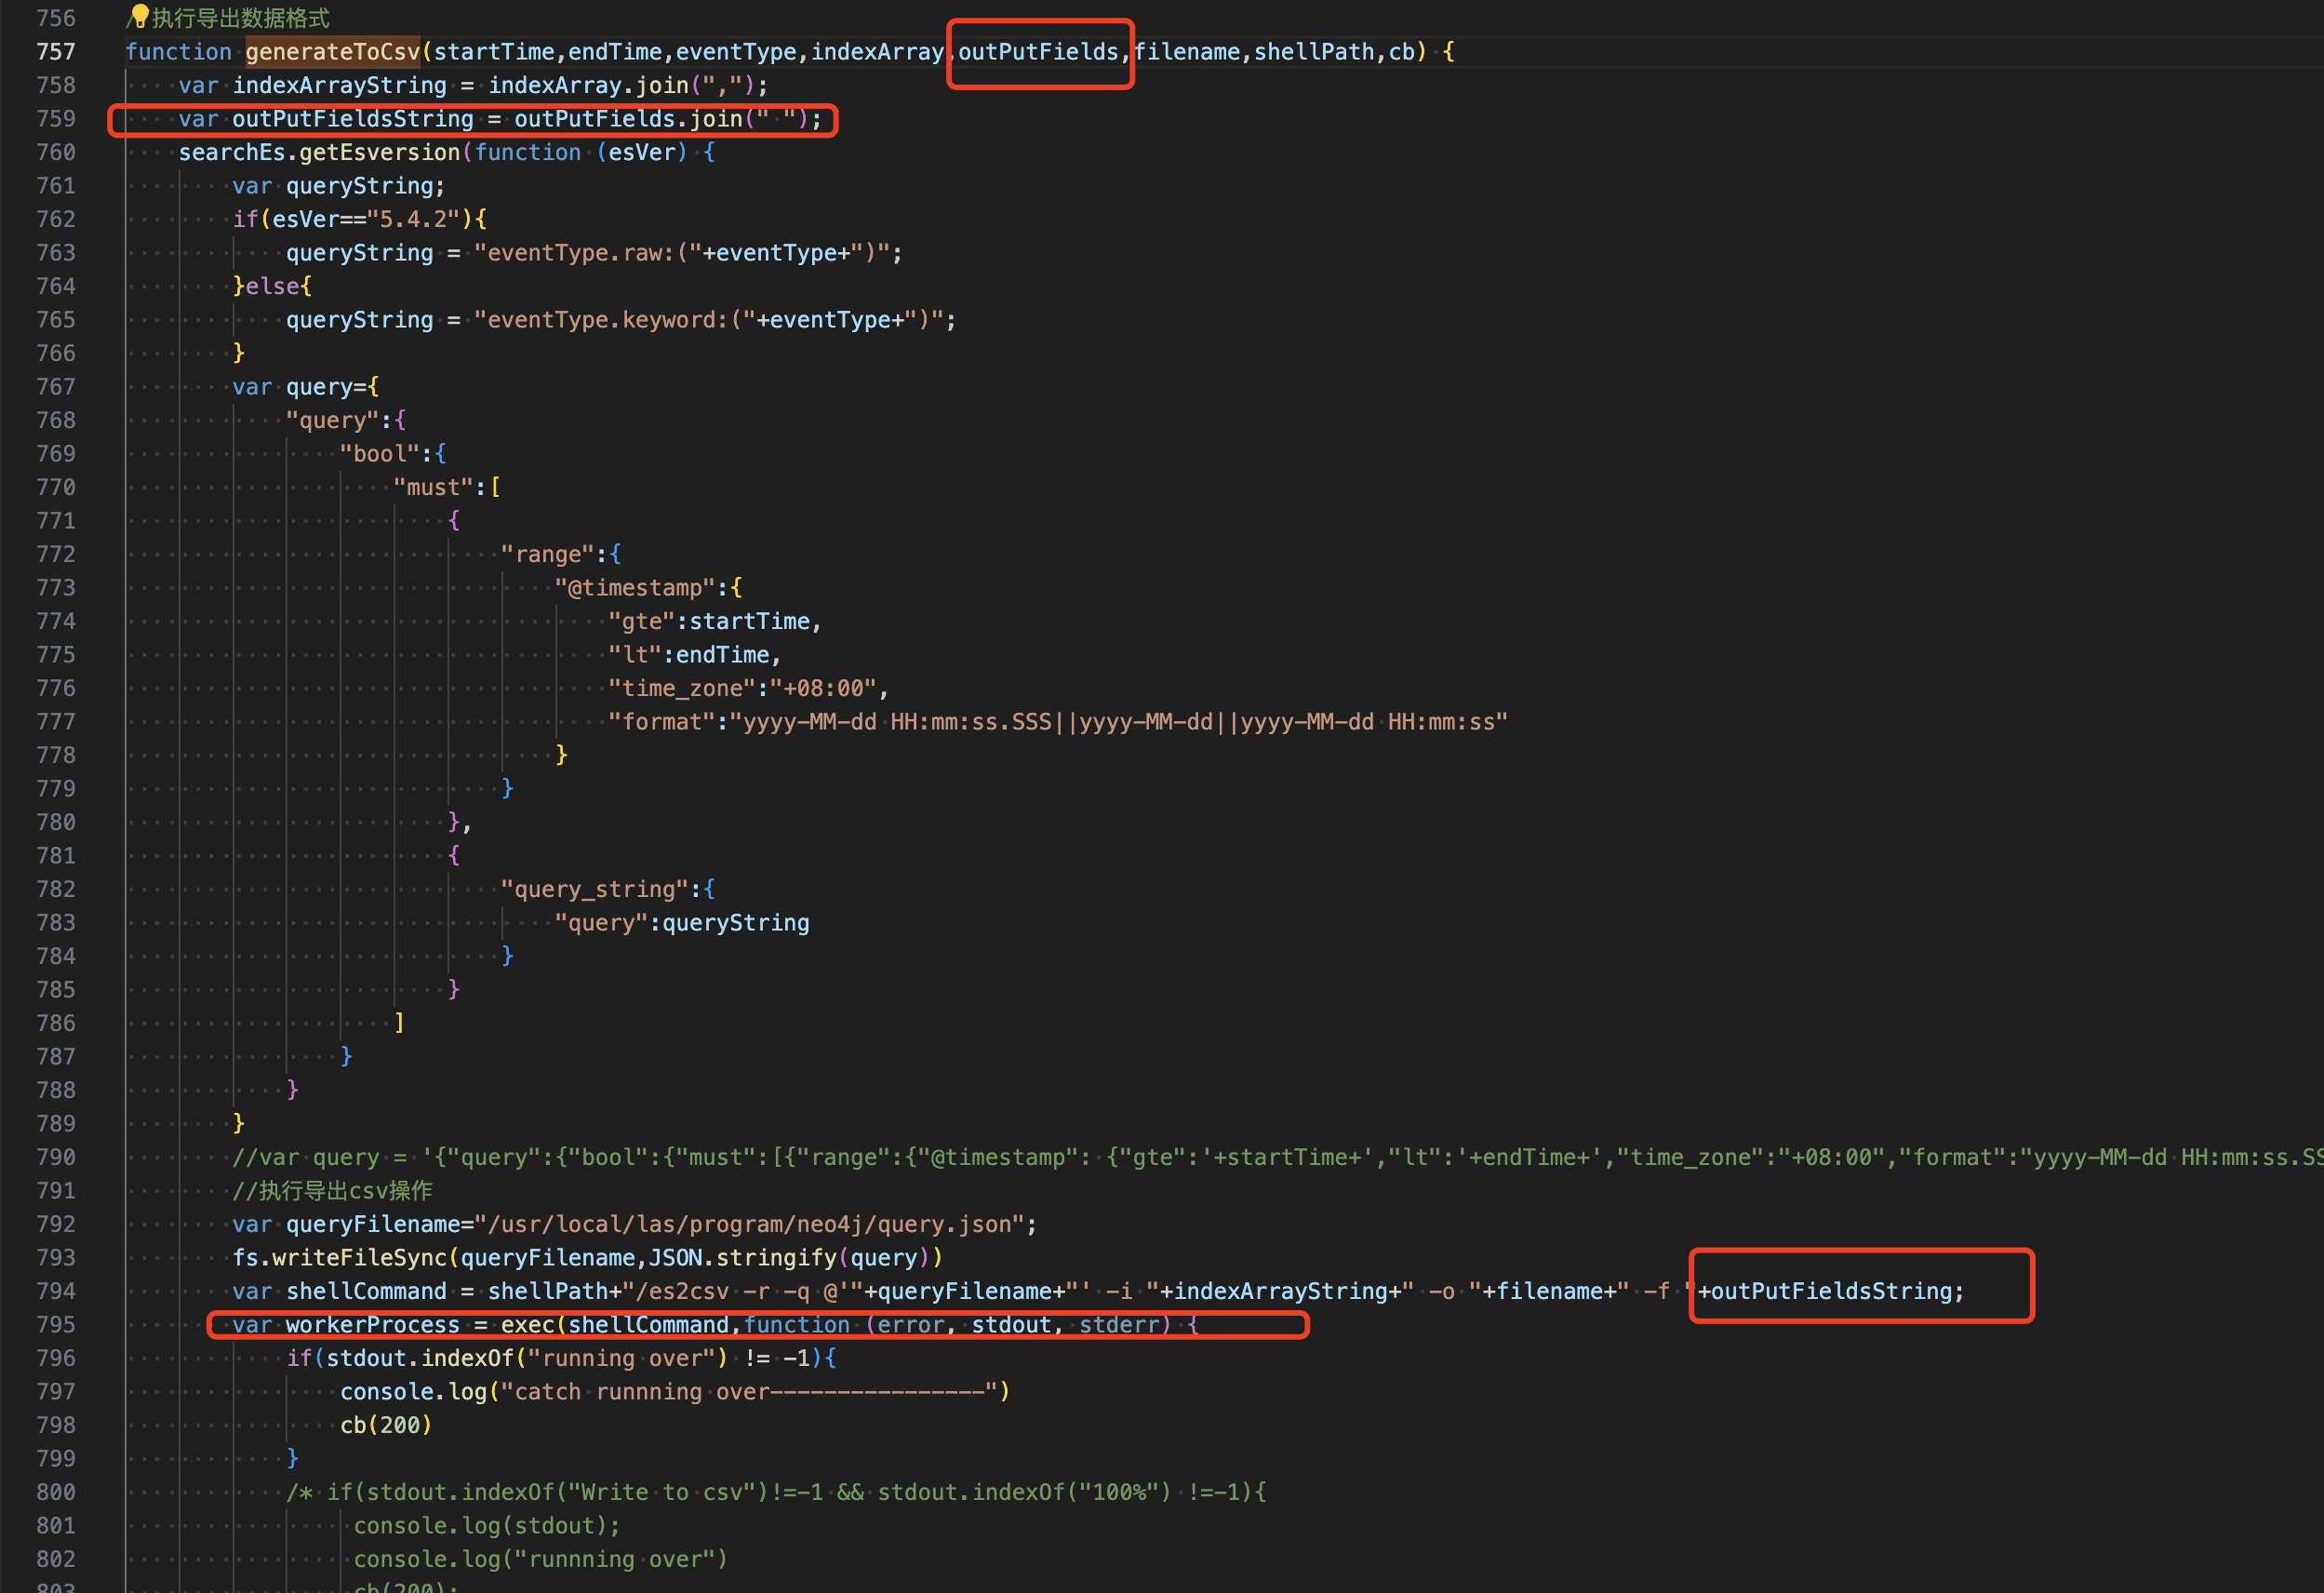 756 //执行导出数据格式
757 function generateToCsv(startTime,endTime,eventType,indexArray,outPutFields,filename,shellPath,cb) {
758 var indexArrayString = indexArray.join(",");
759 var outPutFieldsString = outPutFields.join(" ");
760 searchEs.getEsversion(function (esVer) {
761 var queryString;
762 if(esVer=="5.4.2"){
763 queryString = "eventType.raw:("+eventType+")";
764 }else{
765 queryString = "eventType.keyword:("+eventType+")";
766 }
767 var query={
768 "query":{
769 "bool":{
770 "must":[
771 {
772 "range":{
773 "@timestamp":{
774 "gte":startTime,
775 "lt":endTime,
776 "time_zone":"+08:00",
777 "format":"yyyy-MM-dd HH:mm:ss.SSS||yyyy-MM-dd||yyyy-MM-dd HH:mm:ss"
778 }
779 }
780 },
781 {
782 "query_string":{
783 "query":queryString
784 }
785 }
786 ]
787 }
788 }
789 }
790 //var query = '{"query":{"bool":{"must":[{"range":{"@timestamp": {"gte":'+startTime+',"lt":'+endTime+',"time_zone":"+08:00","format":"yyyy-MM-dd HH:mm:ss.SS
791 //执行导出csv操作
792 var queryFilename="/usr/local/las/program/neo4j/query.json";
793 fs.writeFileSync(queryFilename,JSON.stringify(query))
794 var shellCommand = shellPath+"/es2csv -r -q @'"+queryFilename+"' -i "+indexArrayString+" -o "+filename+" -f "+outPutFieldsString;
795 var workerProcess = exec(shellCommand,function (error, stdout, stderr) {
796 if(stdout.indexOf("running over") != -1){
797 console.log("catch runnning over----------------")
798 cb(200)
799 }
800 /* if(stdout.indexOf("Write to csv")!=-1 && stdout.indexOf("100%") !=-1){
801 console.log(stdout);
802 console.log("runnning over")
803 cb(200);